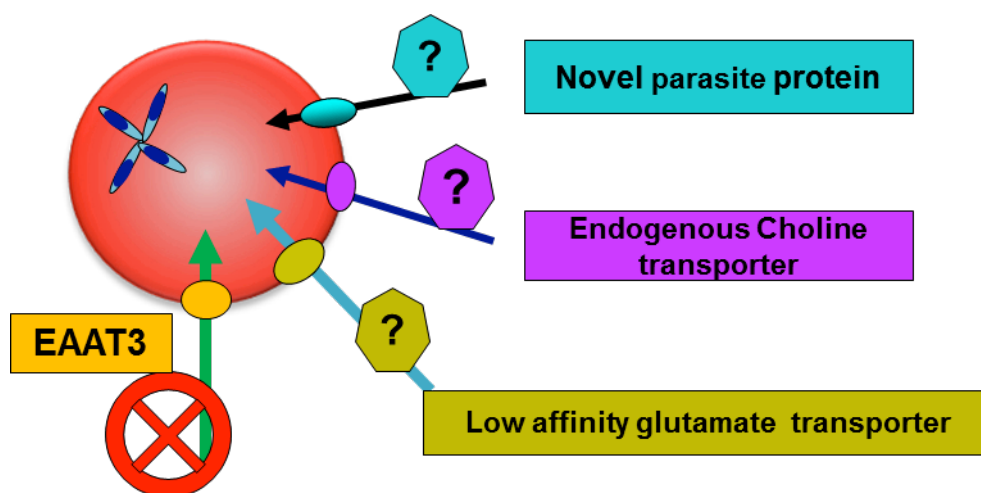 ?
Novel parasite protein
?
Endogenous Choline
transporter
EAAT3
?
Low affinity glutamate transporter